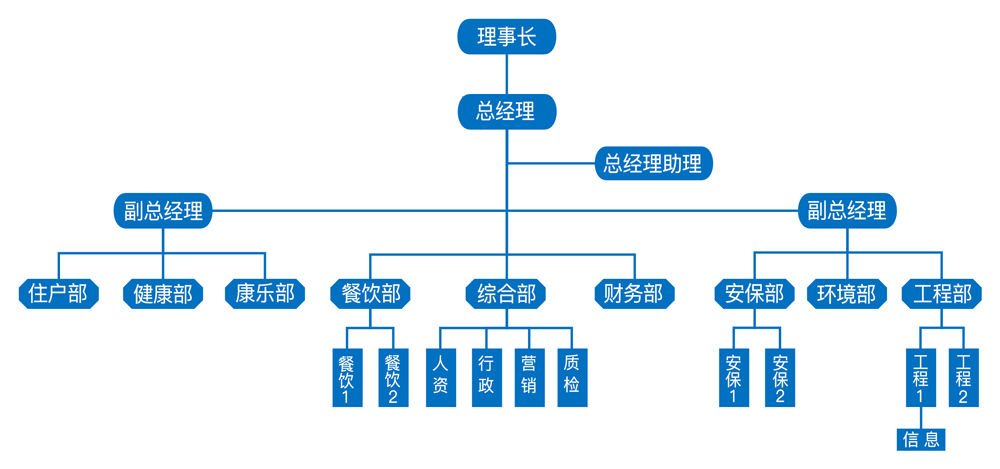 理事长
总经理
总经理助理
副总经理
副总经理
住户部
健康部
康乐部
餐饮部
综合部
财务部
安保部
环境部
工程部
餐饮1
餐饮2
人资
行政
营销
质检
安保1
安保2
工程1
工程2
信息